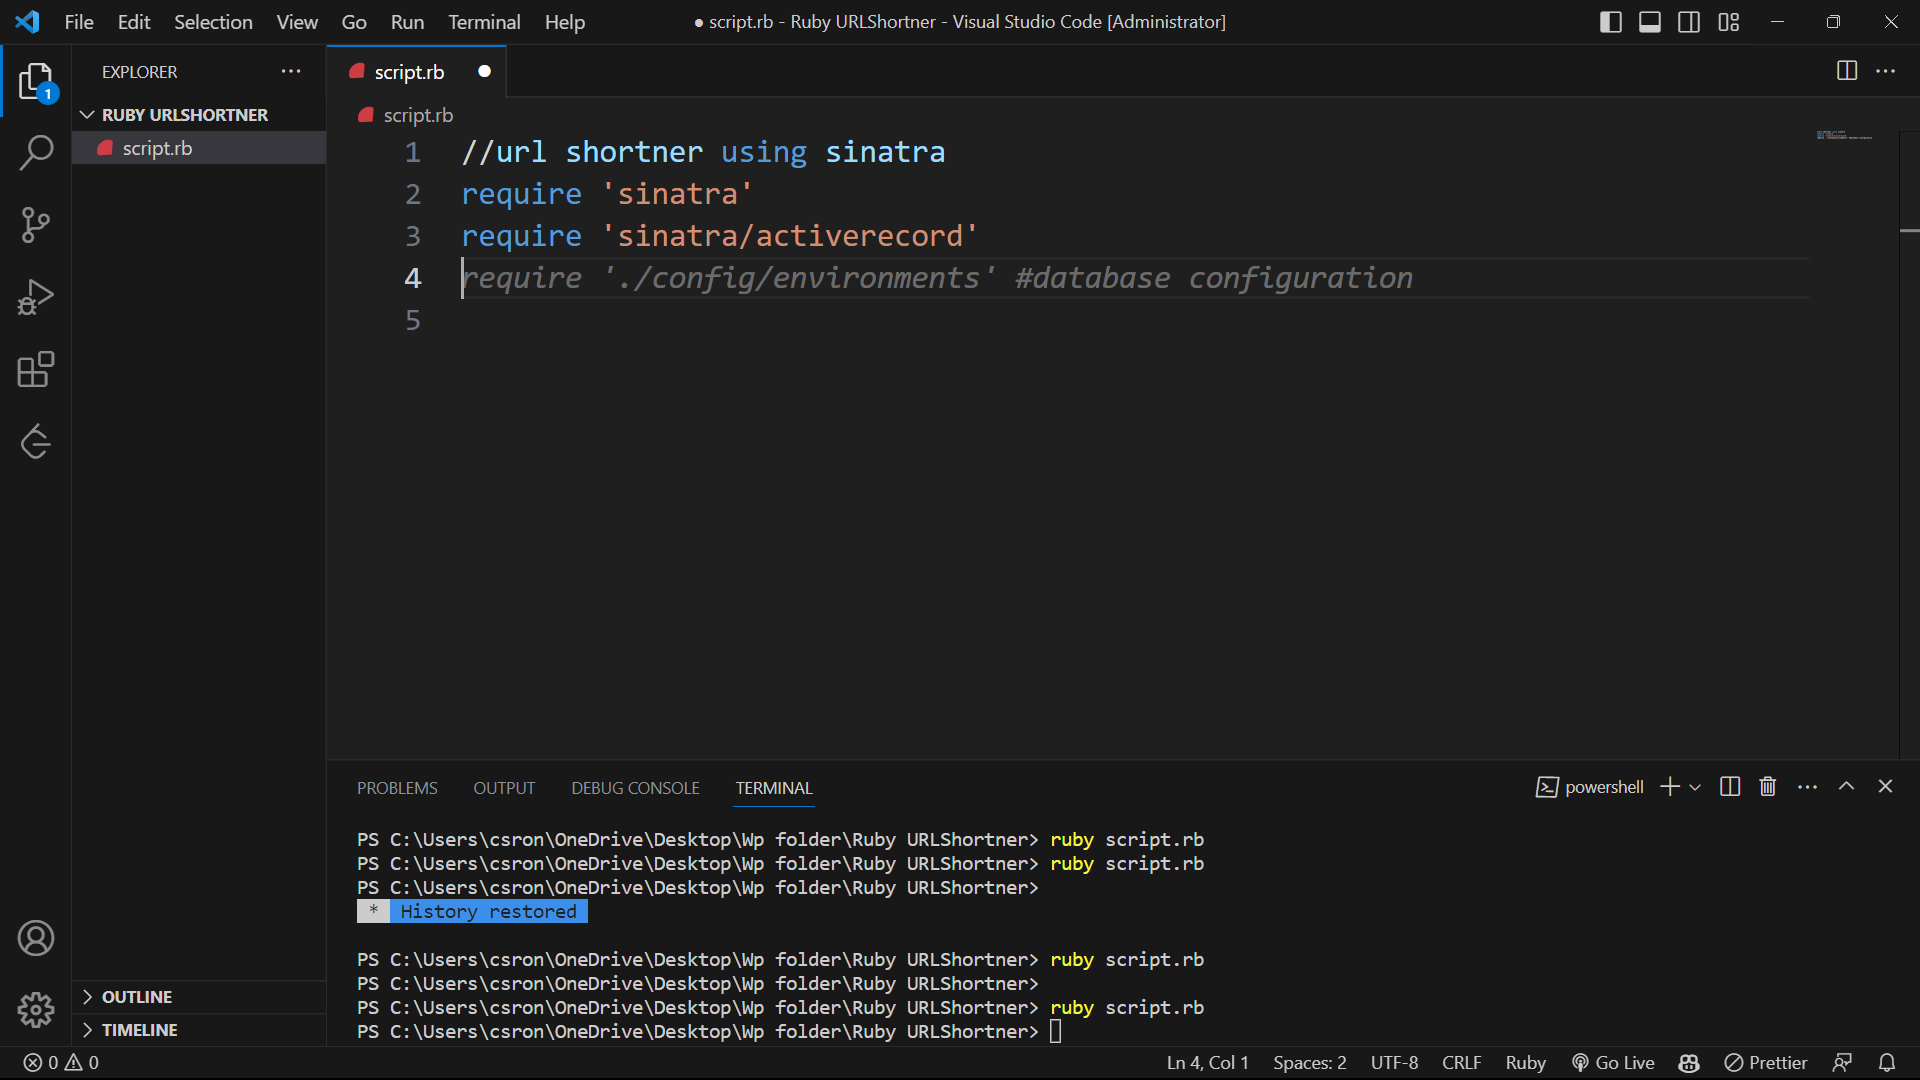 File Edit Selection View Go Run Terminal Help
● script.rb - Ruby URLShortner - Visual Studio Code [Administrator]
EXPLORER
script.rb
1
RUBY URLSHORTNER
script.rb
script.rb
1 //url shortner using sinatra
2 require 'sinatra'
3 require 'sinatra/activerecord'
4 require './config/environments' #database configuration
5
PROBLEMS OUTPUT DEBUG CONSOLE TERMINAL
powershell
PS C:\Users\csron\OneDrive\Desktop\Wp folder\Ruby URLShortner> ruby script.rb
PS C:\Users\csron\OneDrive\Desktop\Wp folder\Ruby URLShortner> ruby script.rb
PS C:\Users\csron\OneDrive\Desktop\Wp folder\Ruby URLShortner>
* History restored
PS C:\Users\csron\OneDrive\Desktop\Wp folder\Ruby URLShortner> ruby script.rb
PS C:\Users\csron\OneDrive\Desktop\Wp folder\Ruby URLShortner>
PS C:\Users\csron\OneDrive\Desktop\Wp folder\Ruby URLShortner> ruby script.rb
PS C:\Users\csron\OneDrive\Desktop\Wp folder\Ruby URLShortner>
OUTLINE
TIMELINE
0 0
Ln 4, Col 1 Spaces: 2 UTF-8 CRLF Ruby Go Live Prettier